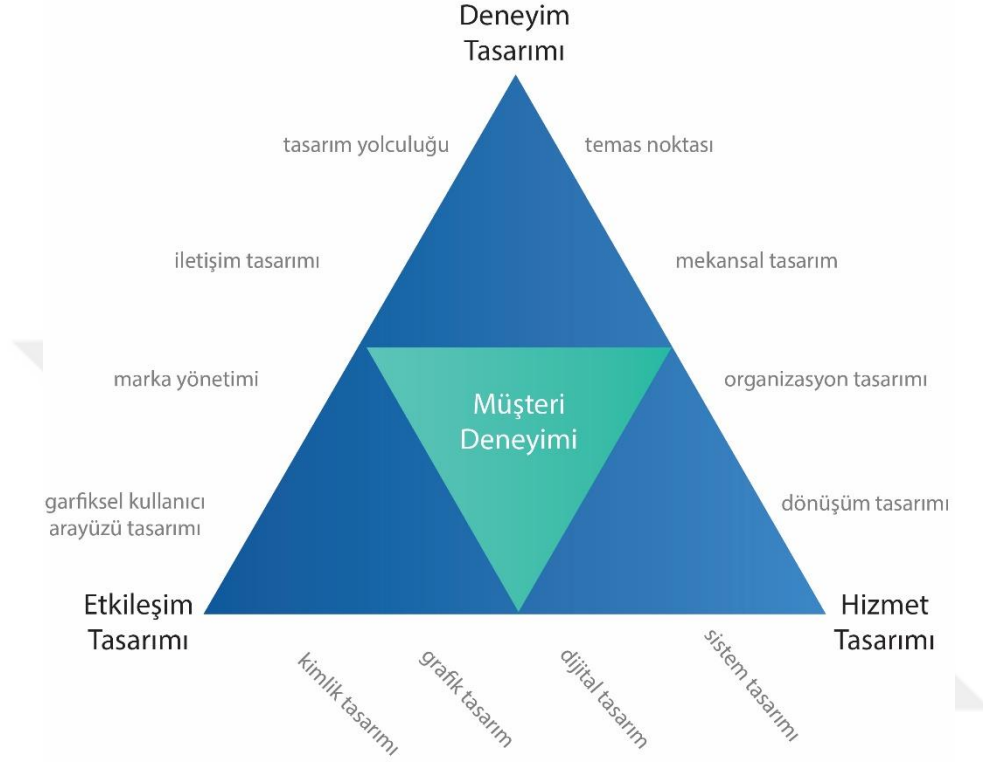 Deneyim
Tasarımı
tasarım yolculuğu
temas noktası
iletişim tasarımı
mekansal tasarım
marka yönetimi
organizasyon tasarımı
Müşteri
Deneyimi
garfiksel kullanıcı
arayüzü tasarımı
dönüşüm tasarımı
Etkileşim
Tasarımı
Hizmet
Tasarımı
kimlik tasarımı
grafik tasarım
dijital tasarım
sistem tasarımı